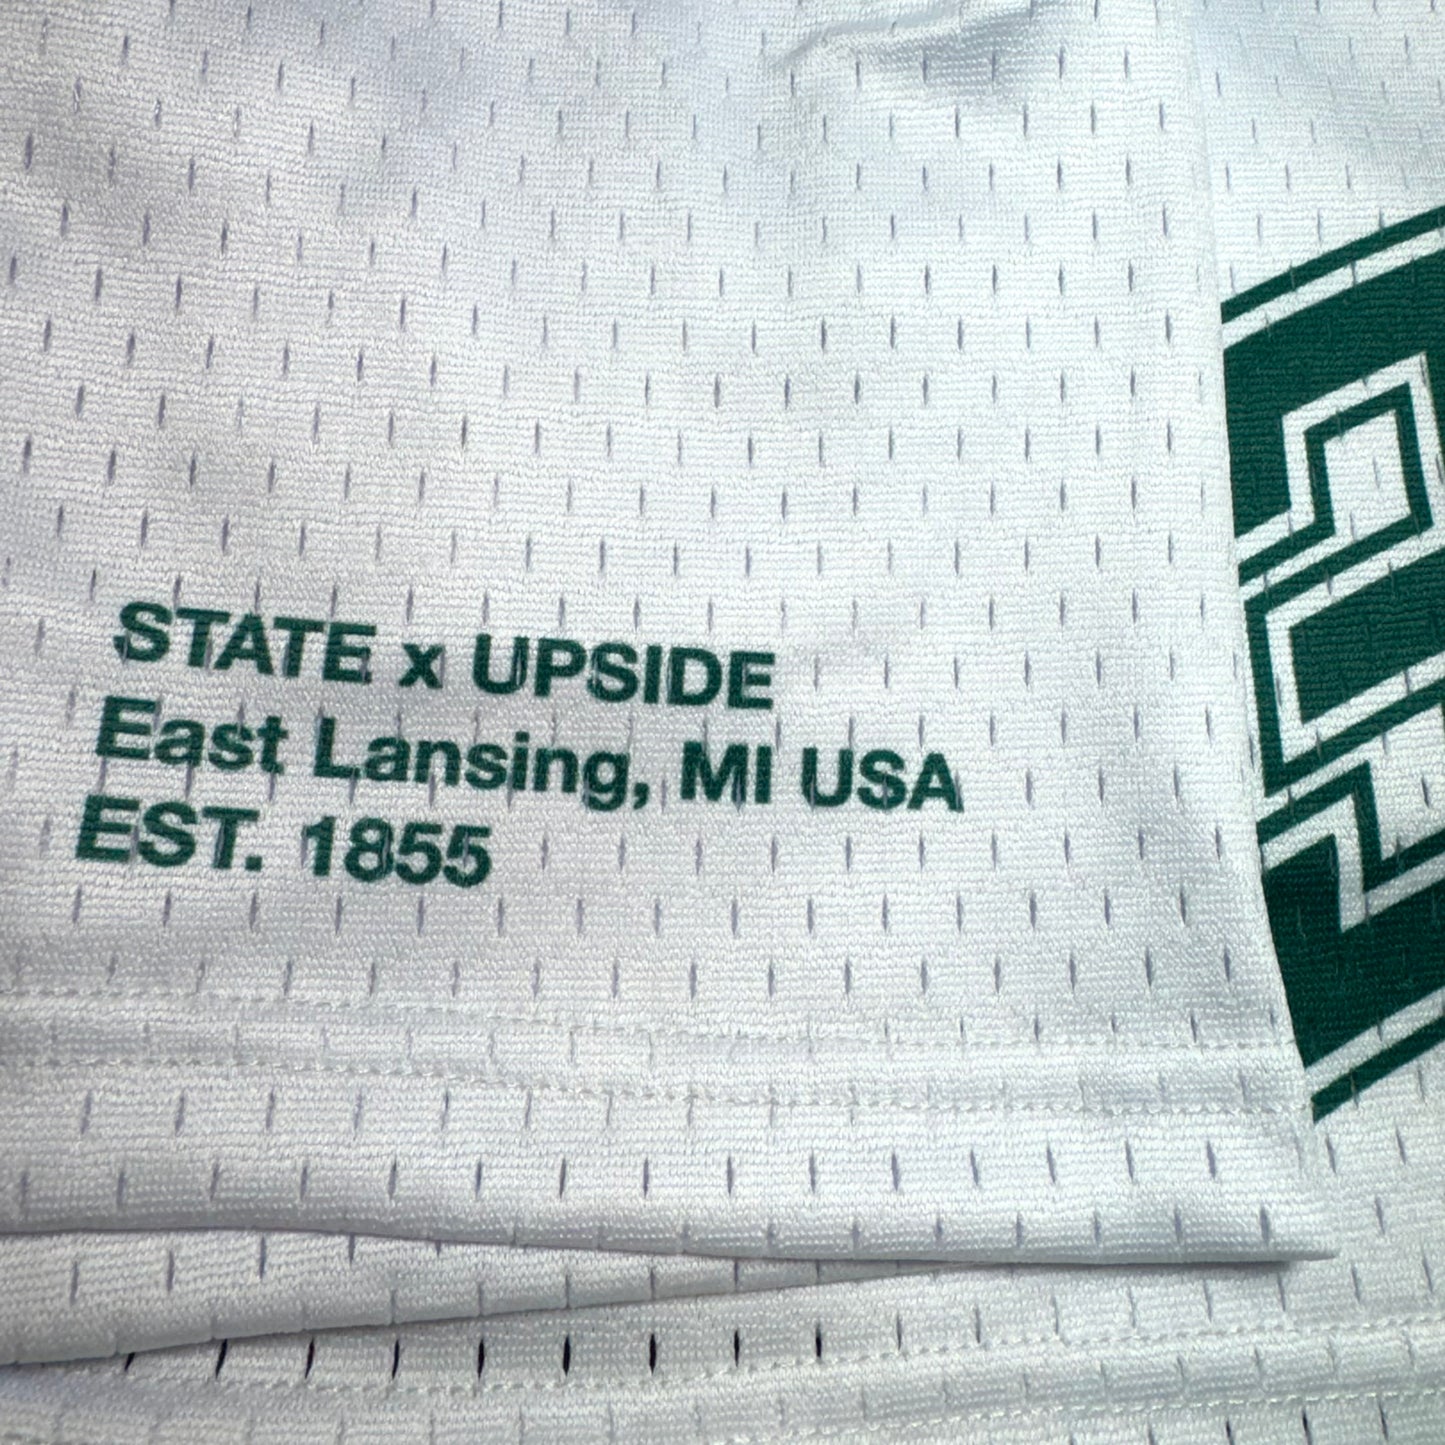 STATE x UPSIDE
East Lansing, MI USA
EST. 1855